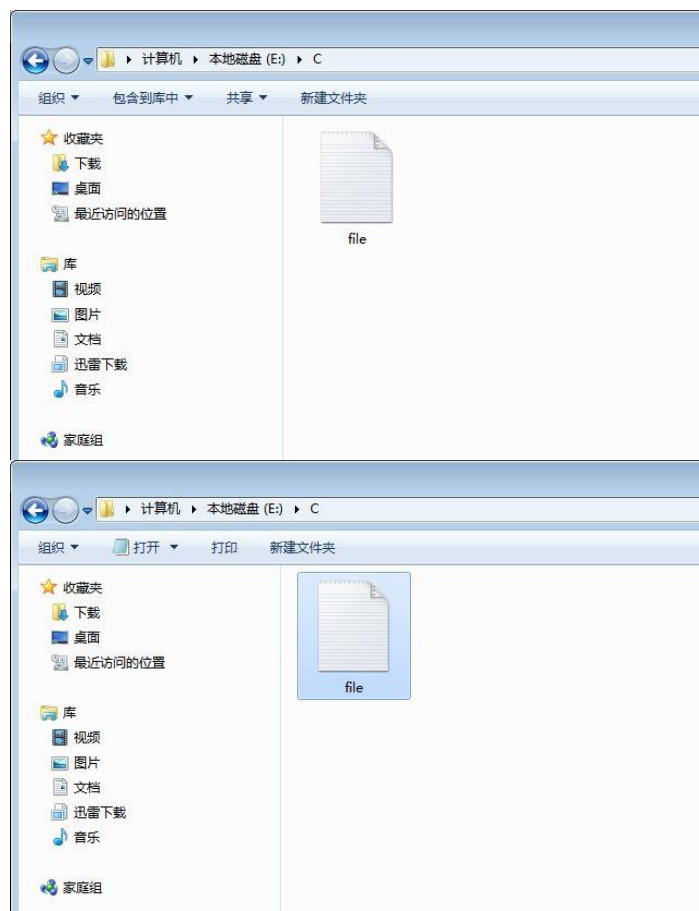 计算机 本地磁盘 (E:) C
组织 包含到库中 共享 新建文件夹
收藏夹
下载
桌面
最近访问的位置
库
视频
图片
文档
迅雷下载
音乐
家庭组
file
计算机 本地磁盘 (E:) C
组织 打开 打印 新建文件夹
收藏夹
下载
桌面
最近访问的位置
库
视频
图片
文档
迅雷下载
音乐
家庭组
file